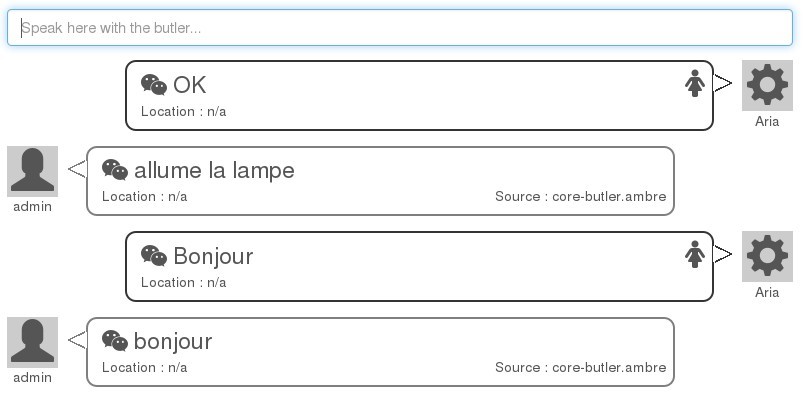 Speak here with the butler...
OK
Location : n/a
Aria
allume la lampe
Location : n/a Source : core-butler.ambre
admin
Bonjour
Location : n/a
Aria
bonjour
Location : n/a Source : core-butler.ambre
admin